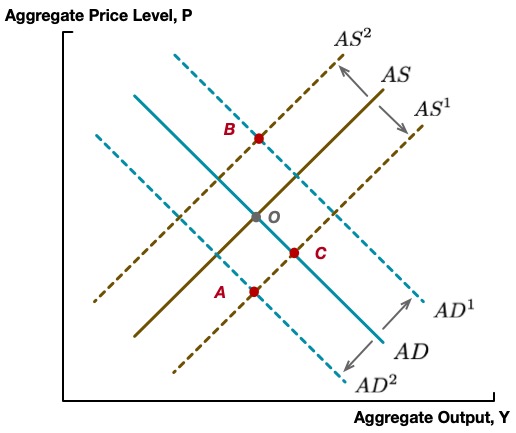 Aggregate Price Level, P
AS²
AS
AS¹
B
O
C
A
AD¹
AD
AD²
Aggregate Output, Y